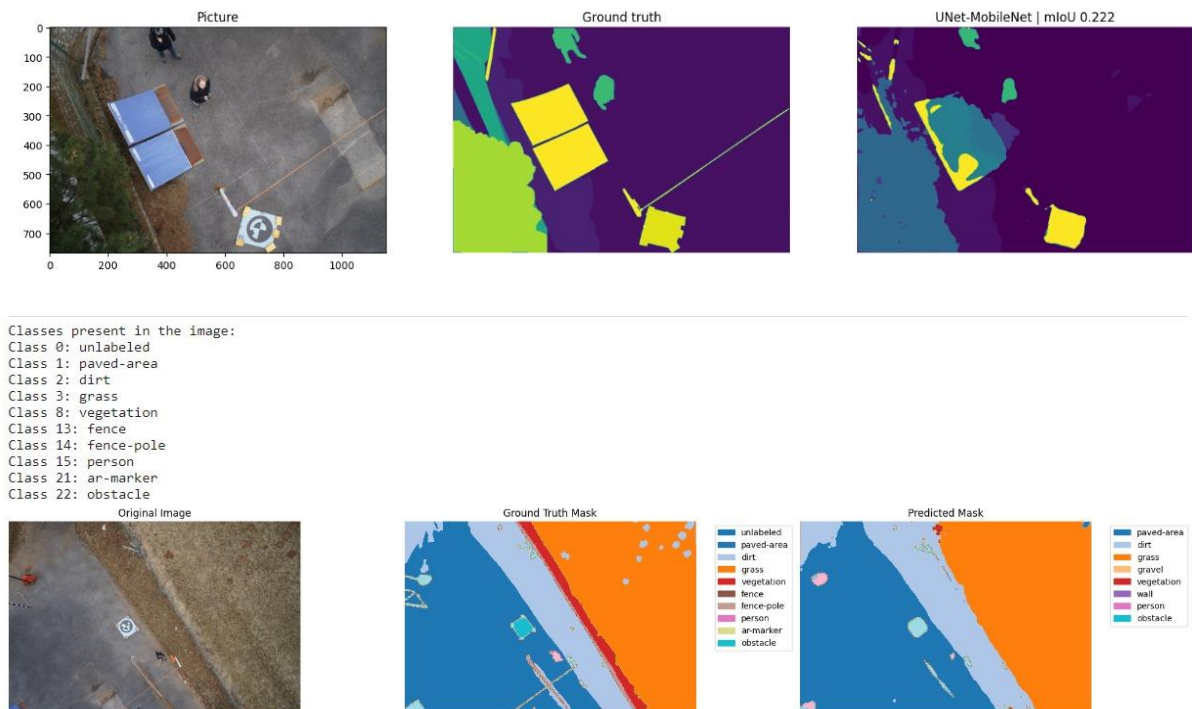 Picture
Ground truth
UNet-MobileNet | mIoU 0.222
0
100
200
300
400
500
600
700
0 200 400 600 800 1000
Classes present in the image:
Class 0: unlabeled
Class 1: paved-area
Class 2: dirt
Class 3: grass
Class 8: vegetation
Class 13: fence
Class 14: fence-pole
Class 15: person
Class 21: ar-marker
Class 22: obstacle
Original Image
Ground Truth Mask
unlabeled
paved-area
dirt
grass
vegetation
fence
fence-pole
person
ar-marker
obstacle
Predicted Mask
paved-area
dirt
grass
gravel
vegetation
wall
person
obstacle